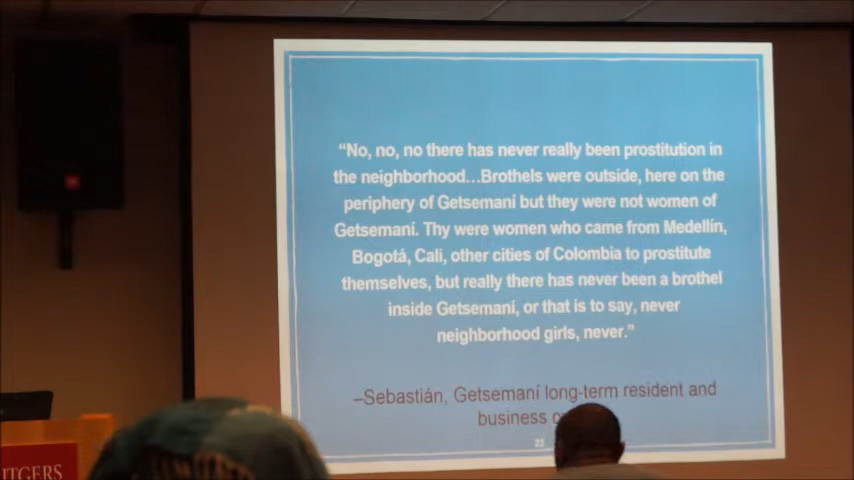 “No, no, no there has never really been prostitution in
the neighborhood...Brothels were outside, here on the
periphery of Getsemaní but they were not women of
Getsemaní. Thy were women who came from Medellín,
Bogotá, Cali, other cities of Colombia to prostitute
themselves, but really there has never been a brothel
inside Getsemaní, or that is to say, never
neighborhood girls, never.”
–Sebastián, Getsemaní long-term resident and
business
22